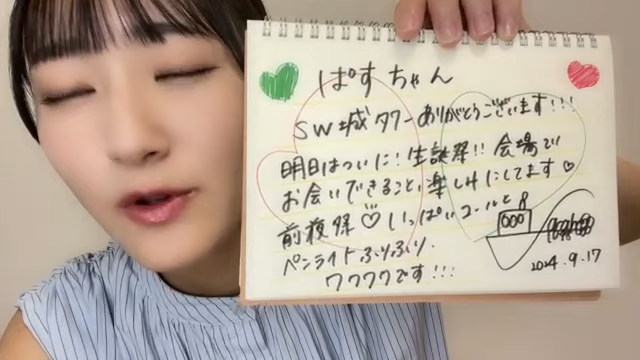 ぱすちゃん
SW城タワーありがとうございます!!!
明日はついに!生誕祭!!会場で
お会いできること、楽しみにしてます♡
前夜祭♡いっぱいコールと
ペンライトふりふり
ワクワクです!!!
2024.9.17